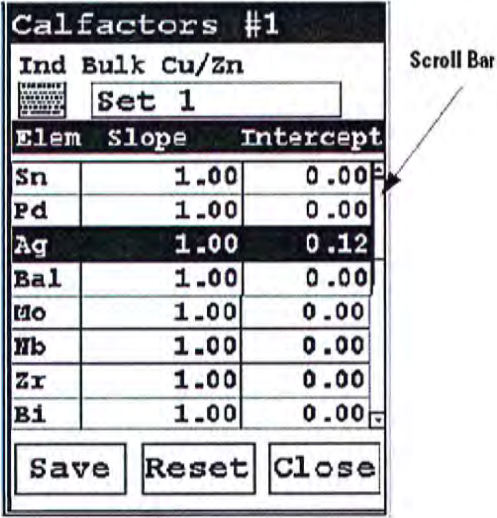 Calfactors #1
Scroll Bar
Ind Bulk Cu/Zn
Set 1
Elem Slope Intercept
Sn 1.00 0.00
Pd 1.00 0.00
Ag 1.00 0.12
Bal 1.00 0.00
Mo 1.00 0.00
Nb 1.00 0.00
Zr 1.00 0.00
Bi 1.00 0.00
Save Reset Close